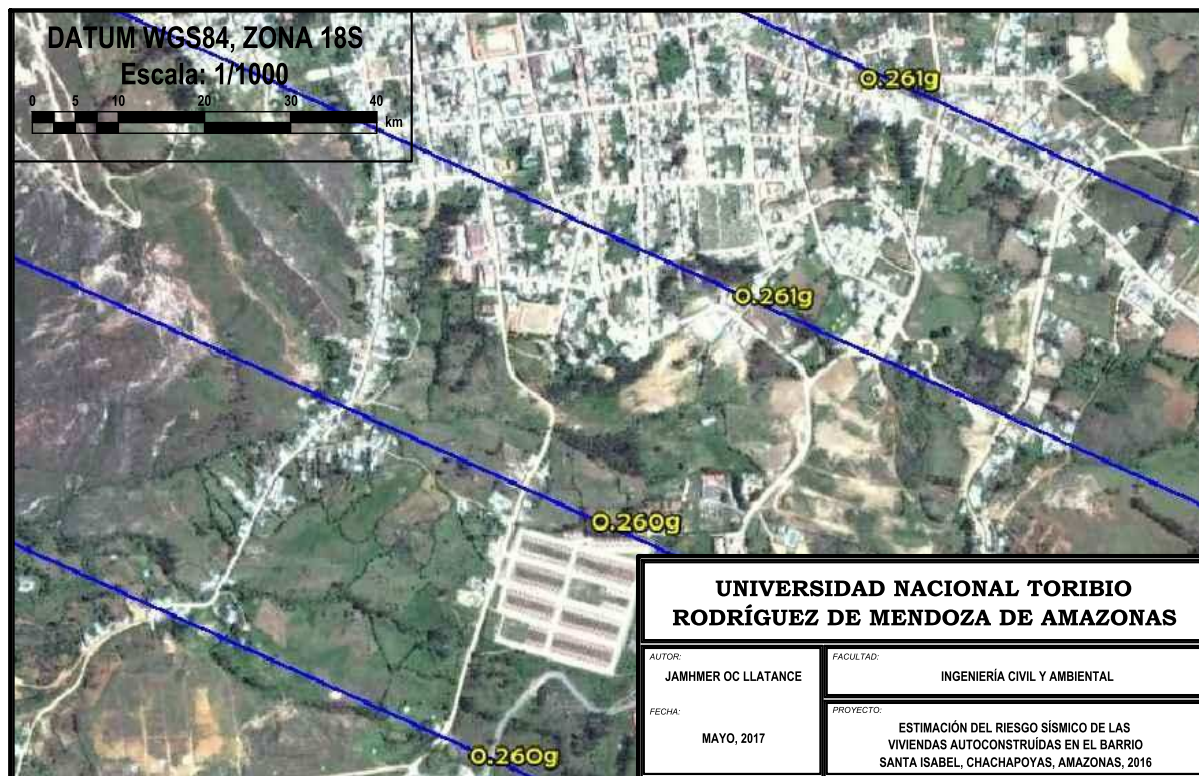 DATUM WGS84, ZONA 18S
Escala: 1/1000
0 5 10 20 30 40
km
0.261g
0.261g
0.260g
0.260g
UNIVERSIDAD NACIONAL TORIBIO
RODRÍGUEZ DE MENDOZA DE AMAZONAS
AUTOR:
JAMHMER OC LLATANCE
FECHA:
MAYO, 2017
FACULTAD:
INGENIERÍA CIVIL Y AMBIENTAL
PROYECTO:
ESTIMACIÓN DEL RIESGO SÍSMICO DE LAS
VIVIENDAS AUTOCONSTRUÍDAS EN EL BARRIO
SANTA ISABEL, CHACHAPOYAS, AMAZONAS, 2016